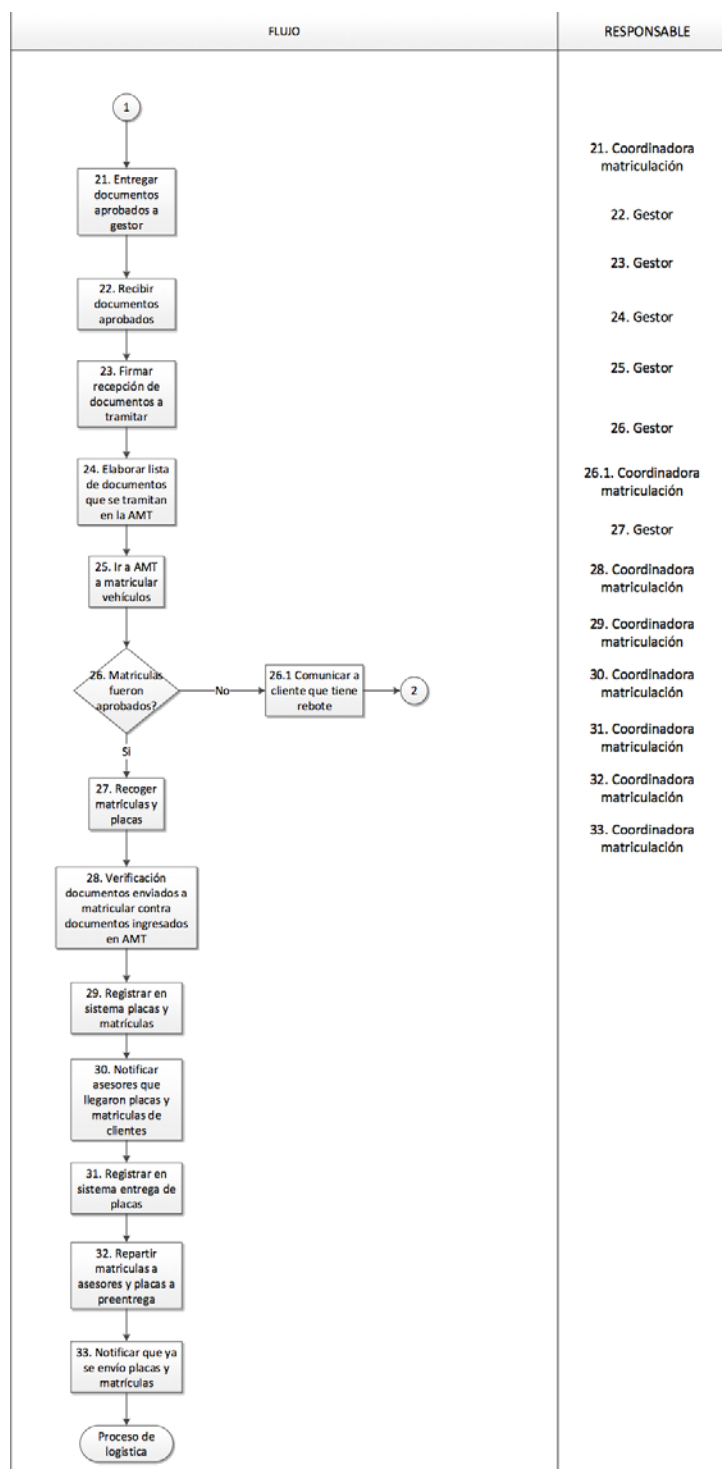 FLUJO
RESPONSABLE
1
21. Entregar
documentos
aprobados a
gestor
22. Recibir
documentos
aprobados
23. Firmar
recepción de
documentos a
tramitar
24. Elaborar lista
de documentos
que se tramitan
en la AMT
25. Ir a AMT
a matricular
vehículos
26. Matriculas
fueron
aprobados?
No
26.1 Comunicar a
cliente que tiene
rebote
2
Si
27. Recoger
matrículas y
placas
28. Verificación
documentos enviados a
matricular contra
documentos ingresados
en AMT
29. Registrar en
sistema placas y
matrículas
30. Notificar
asesores que
llegaron placas y
matriculas de
clientes
31. Registrar en
sistema entrega de
placas
32. Repartir
matriculas a
asesores y placas a
preentrega
33. Notificar que ya
se envío placas y
matrículas
Proceso de
logistica
21. Coordinadora
matriculación
22. Gestor
23. Gestor
24. Gestor
25. Gestor
26. Gestor
26.1. Coordinadora
matriculación
27. Gestor
28. Coordinadora
matriculación
29. Coordinadora
matriculación
30. Coordinadora
matriculación
31. Coordinadora
matriculación
32. Coordinadora
matriculación
33. Coordinadora
matriculación